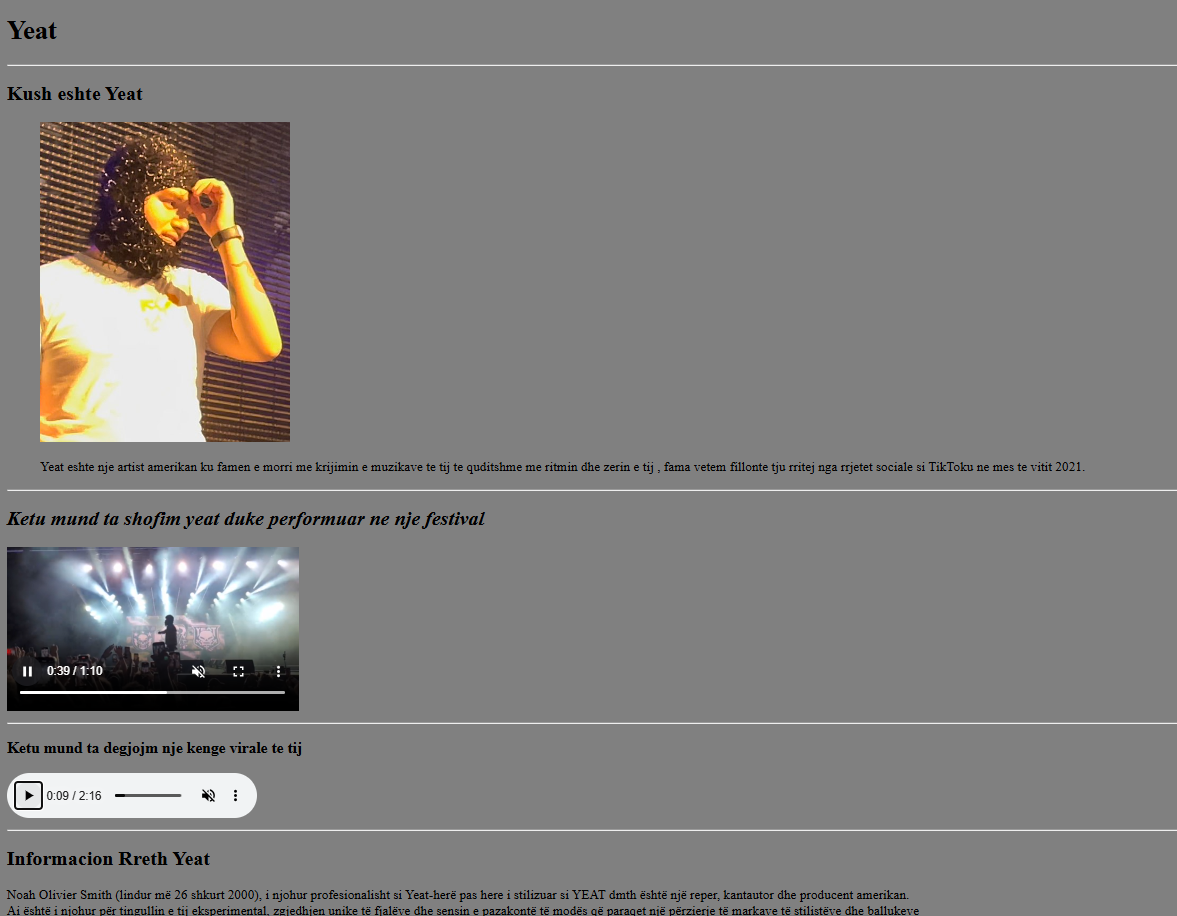 Yeat
Kush eshte Yeat
Yeat eshte nje artist amerikan ku famen e morri me krijimin e muzikave te tij te quditshme me ritmin dhe zerin e tij , fama vetem fillonte tju rritej nga rrjetet sociale si TikToku ne mes te vitit 2021.
Ketu mund ta shofim yeat duke performuar ne nje festival
0:39 / 1:10
Ketu mund ta degjojm nje kenge virale te tij
0:09 / 2:16
Informacion Rreth Yeat
Noah Olivier Smith (lindur më 26 shkurt 2000), i njohur profesionalisht si Yeat-herë pas here i stilizuar si YEAT dmth është një reper, kantautor dhe producent amerikan.
Ai është i njohur për tingullin e tij eksperimental, zgjedhjen unike të fjalëve dhe sensin e pazakontë të modës që paraqet një përzierje të markave të stilistëve dhe ballukeve